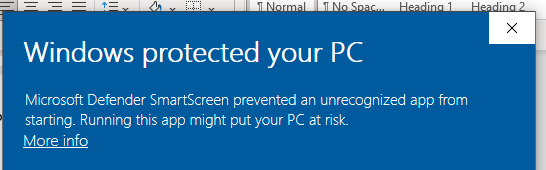 ¶ Normal ¶ No Spac... Heading 1 Heading 2
Windows protected your PC
Microsoft Defender SmartScreen prevented an unrecognized app from
starting. Running this app might put your PC at risk.
More info